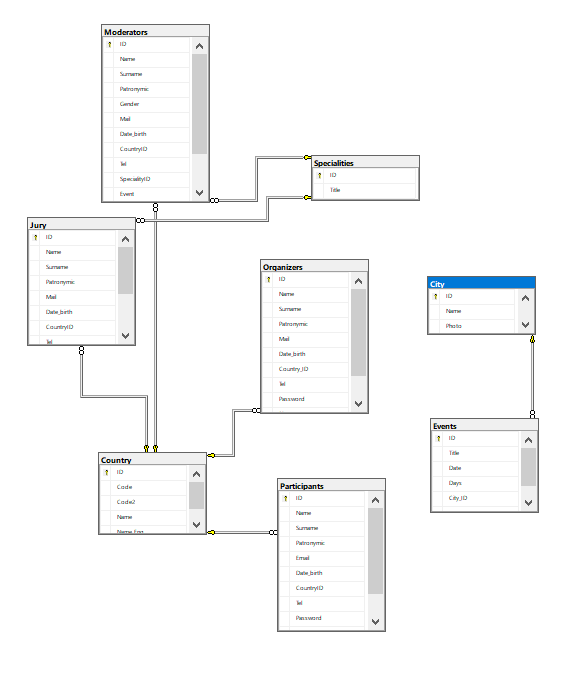 Moderators
ID
Name
Surname
Patronymic
Gender
Mail
Date_birth
CountryID
Tel
SpecialityID
Event
Specialities
ID
Title
Jury
ID
Name
Surname
Patronymic
Mail
Date_birth
CountryID
Tel
Organizers
ID
Name
Surname
Patronymic
Mail
Date_birth
Country_ID
Tel
Password
City
ID
Name
Photo
Events
ID
Title
Date
Days
City_ID
Country
ID
Code
Code2
Name
Name_Eng
Participants
ID
Name
Surname
Patronymic
Email
Date_birth
CountryID
Tel
Password